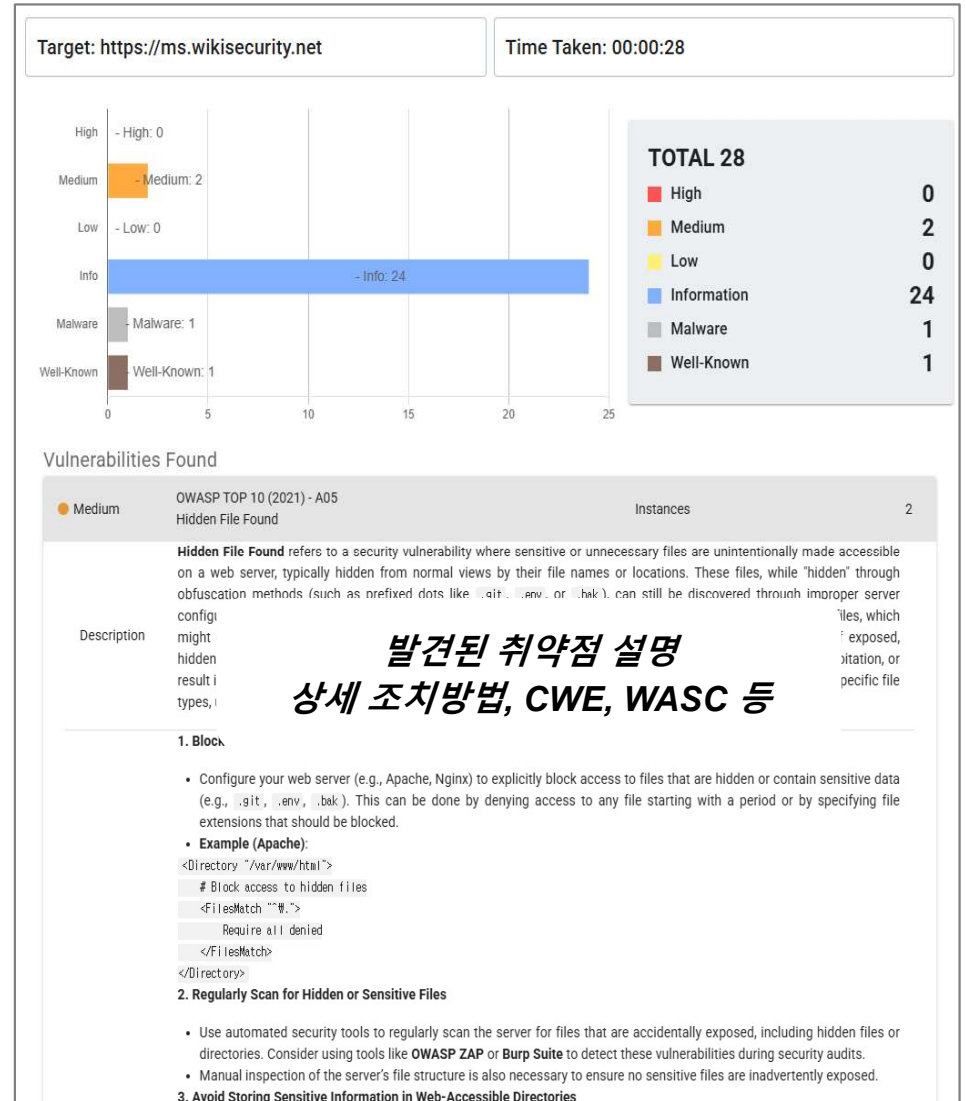 Target: https://ms.wikisecurity.net
Time Taken: 00:00:28
High - High: 0
Medium - Medium: 2
Low - Low: 0
Info - Info: 24
Malware - Malware: 1
Well-Known - Well-Known: 1
0 5 10 15 20 25
TOTAL 28
High 0
Medium 2
Low 0
Information 24
Malware 1
Well-Known 1
Vulnerabilities Found
Medium
OWASP TOP 10 (2021) - A05
Hidden File Found
Instances 2
Description
Hidden File Found refers to a security vulnerability where sensitive or unnecessary files are unintentionally made accessible
on a web server, typically hidden from normal views by their file names or locations. These files, while "hidden" through
obfuscation methods (such as prefixed dots like .git, .env, or .bak), can still be discovered through improper server
files, which
might exposed,
hidden or
result i specific file
types,
발견된 취약점 설명
상세 조치방법, CWE, WASC 등
1. Block
• Configure your web server (e.g., Apache, Nginx) to explicitly block access to files that are hidden or contain sensitive data
(e.g., .git, .env, .bak). This can be done by denying access to any file starting with a period or by specifying file
extensions that should be blocked.
• Example (Apache):
<Directory "/var/www/html">
# Block access to hidden files
<FilesMatch "^₩.">
Require all denied
</FilesMatch>
</Directory>
2. Regularly Scan for Hidden or Sensitive Files
• Use automated security tools to regularly scan the server for files that are accidentally exposed, including hidden files or
directories. Consider using tools like OWASP ZAP or Burp Suite to detect these vulnerabilities during security audits.
• Manual inspection of the server's file structure is also necessary to ensure no sensitive files are inadvertently exposed.
3. Avoid Storing Sensitive Information in Web-Accessible Directories